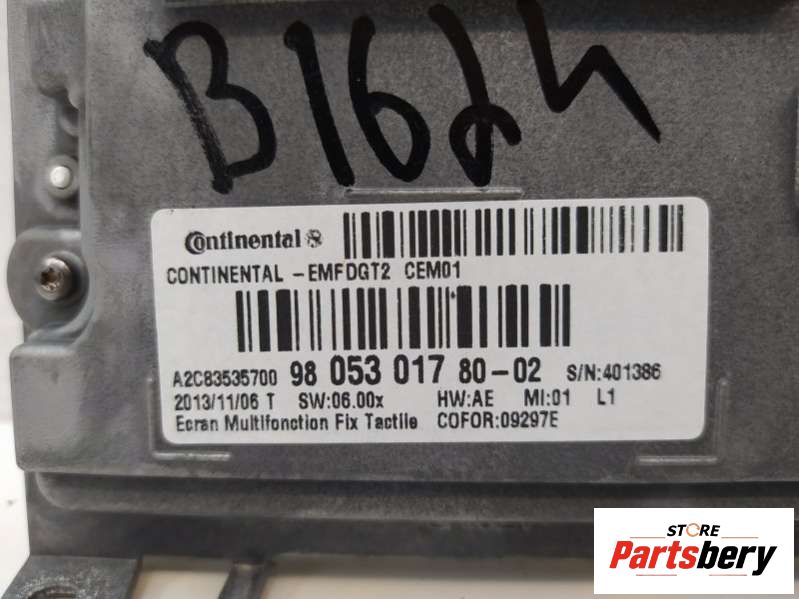 B1624
Continental
CONTINENTAL -EMFDGT2 CEM01
A2C83535700 98 053 017 80-02 S/N:401386
2013/11/06 T SW:06.00x HW:AE MI:01 L1
Ecran Multifonction Fix Tactile COFOR:09297E
STORE
Partsbery